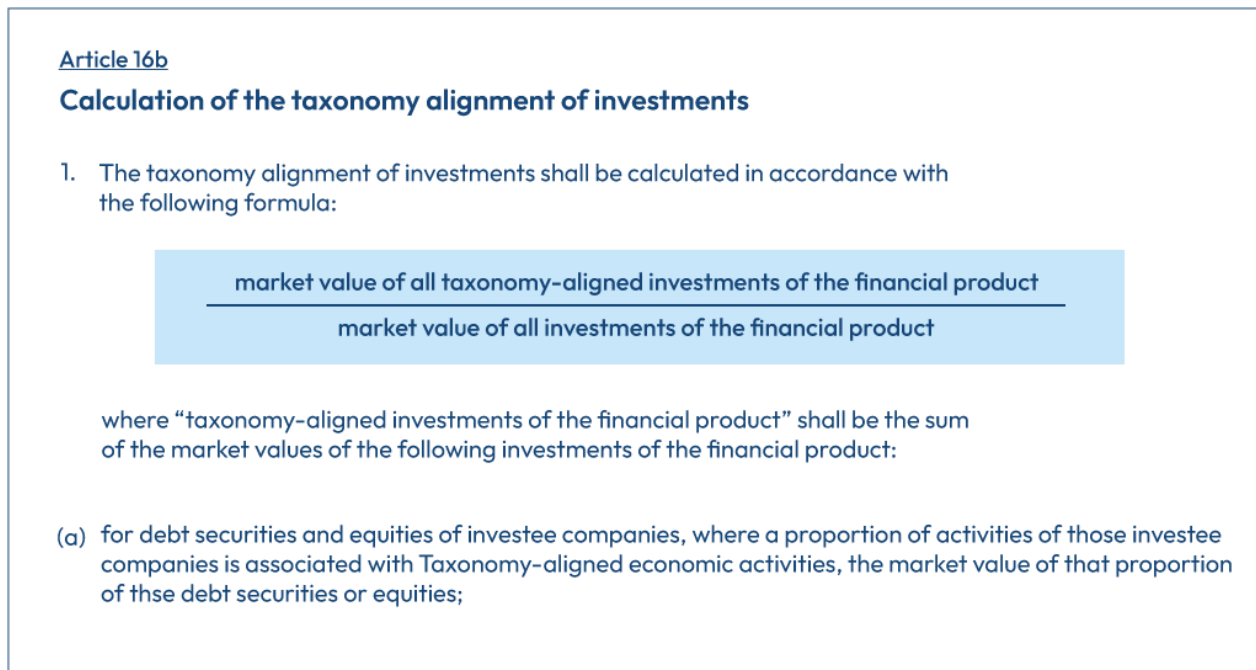 Article 16b
Calculation of the taxonomy alignment of investments
1. The taxonomy alignment of investments shall be calculated in accordance with
the following formula:
market value of all taxonomy-aligned investments of the financial product
market value of all investments of the financial product
where “taxonomy-aligned investments of the financial product” shall be the sum
of the market values of the following investments of the financial product:
(a) for debt securities and equities of investee companies, where a proportion of activities of those investee
companies is associated with Taxonomy-aligned economic activities, the market value of that proportion
of thse debt securities or equities;